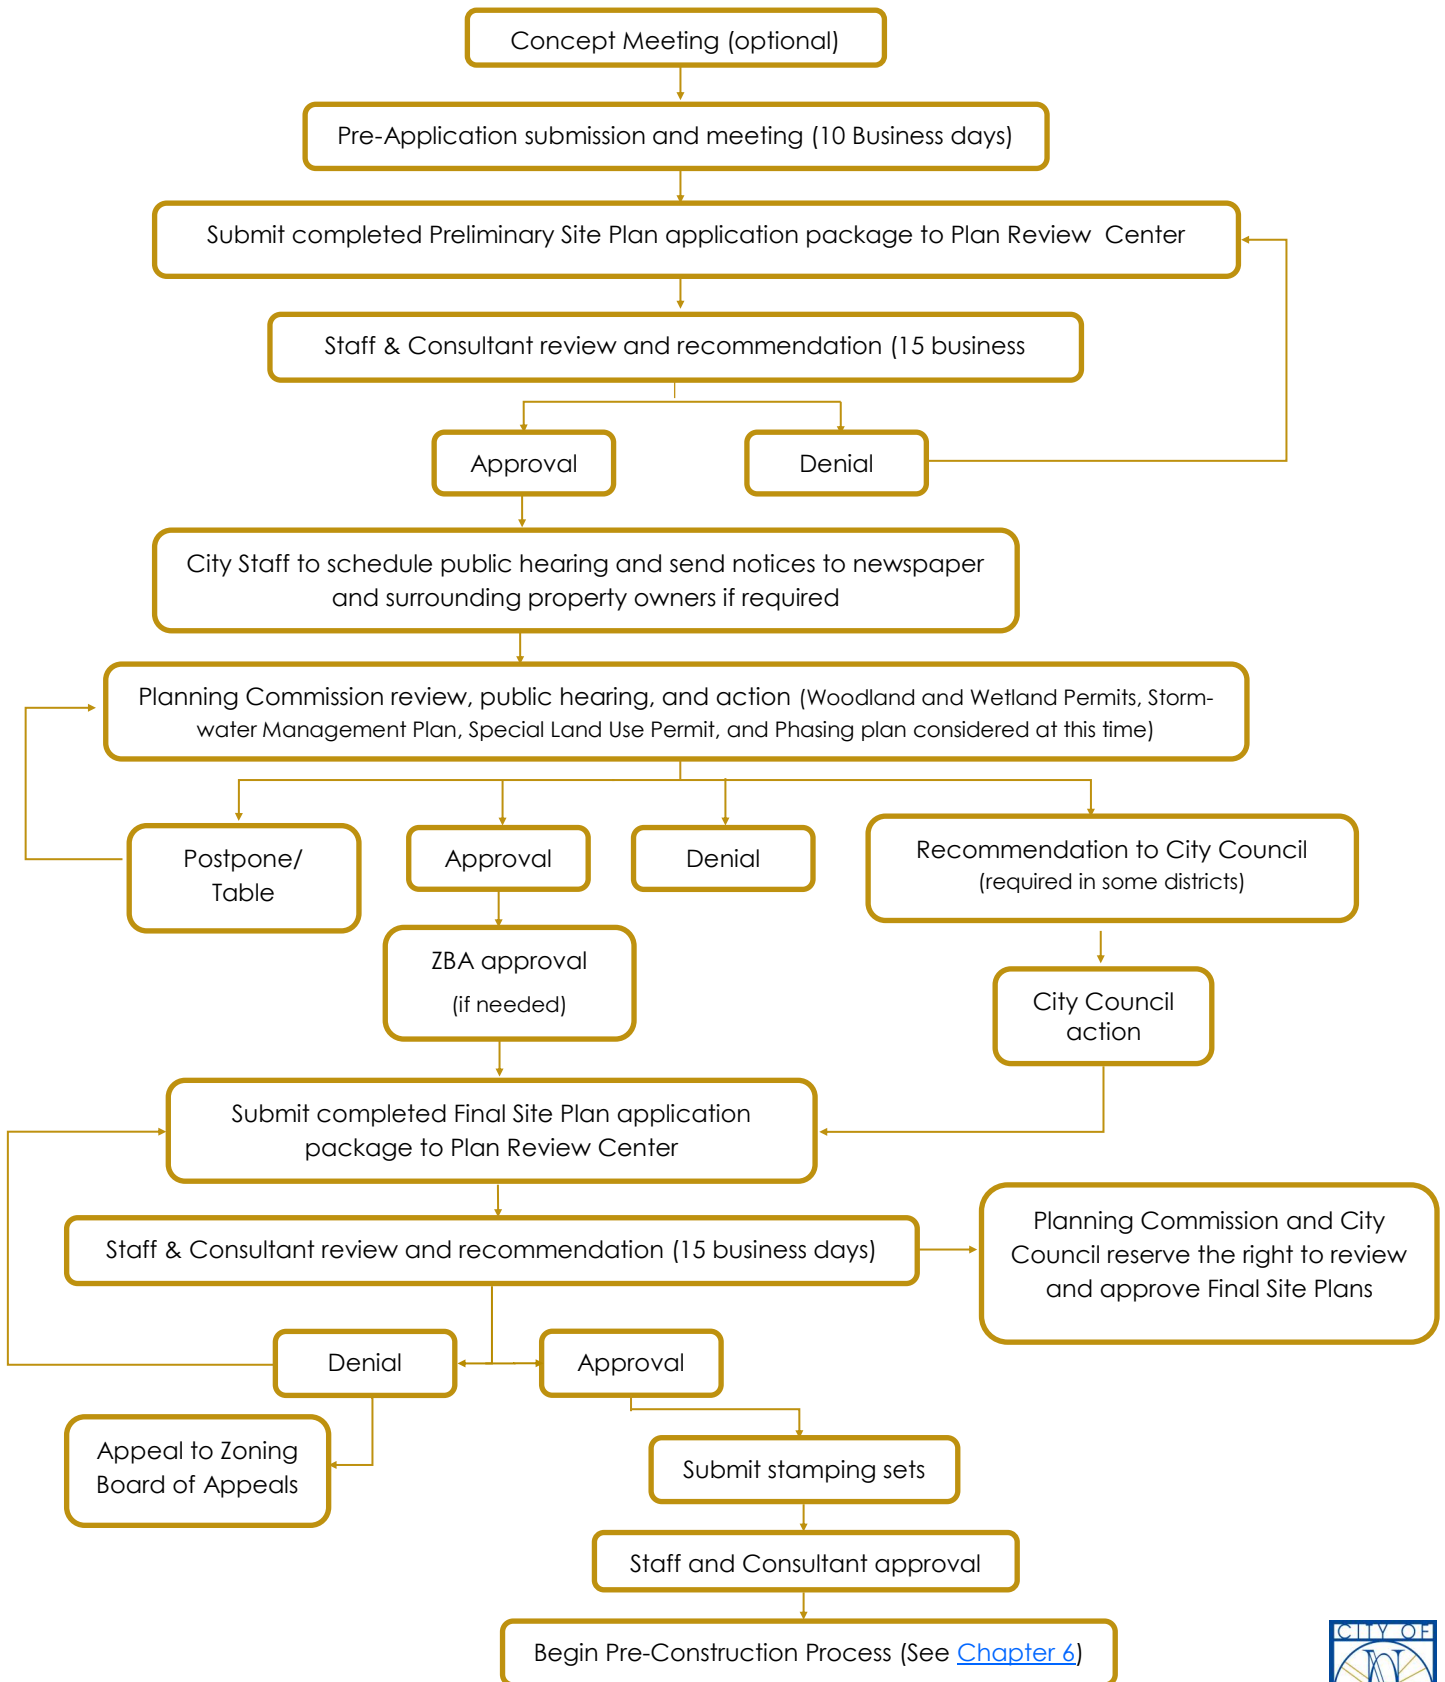 Concept Meeting (optional)
Pre-Application submission and meeting (10 Business days)
Submit completed Preliminary Site Plan application package to Plan Review Center
Staff & Consultant review and recommendation (15 business
Approval
Denial
City Staff to schedule public hearing and send notices to newspaper
and surrounding property owners if required
Planning Commission review, public hearing, and action (Woodland and Wetland Permits, Storm-
water Management Plan, Special Land Use Permit, and Phasing plan considered at this time)
Postpone/
Table
Approval
Denial
Recommendation to City Council
(required in some districts)
ZBA approval
(if needed)
City Council
action
Submit completed Final Site Plan application
package to Plan Review Center
Staff & Consultant review and recommendation (15 business days)
Planning Commission and City
Council reserve the right to review
and approve Final Site Plans
Denial
Approval
Appeal to Zoning
Board of Appeals
Submit stamping sets
Staff and Consultant approval
Begin Pre-Construction Process (See Chapter 6)
CITY OF